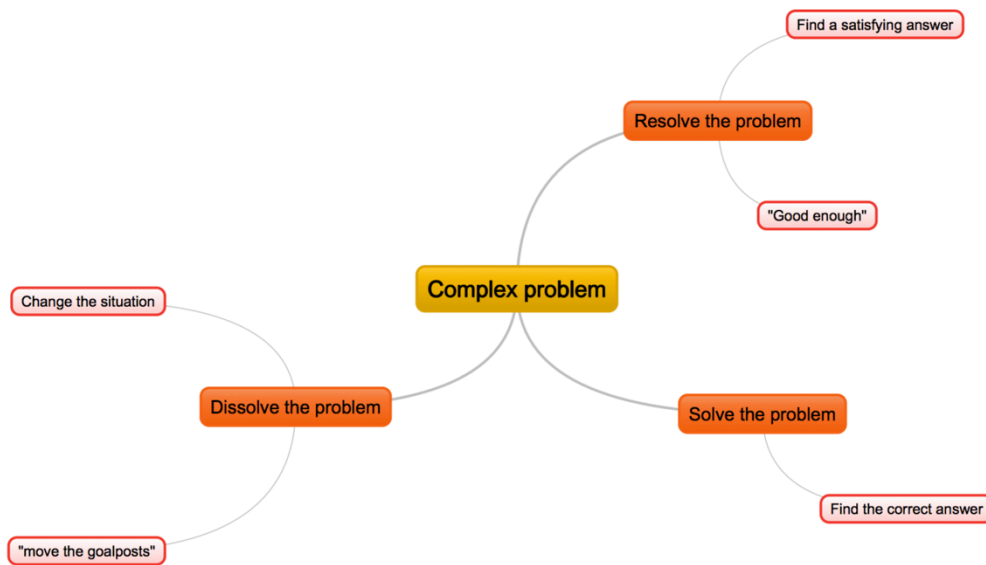 Find a satisfying answer
Resolve the problem
"Good enough"
Complex problem
Change the situation
Dissolve the problem
"move the goalposts"
Solve the problem
Find the correct answer